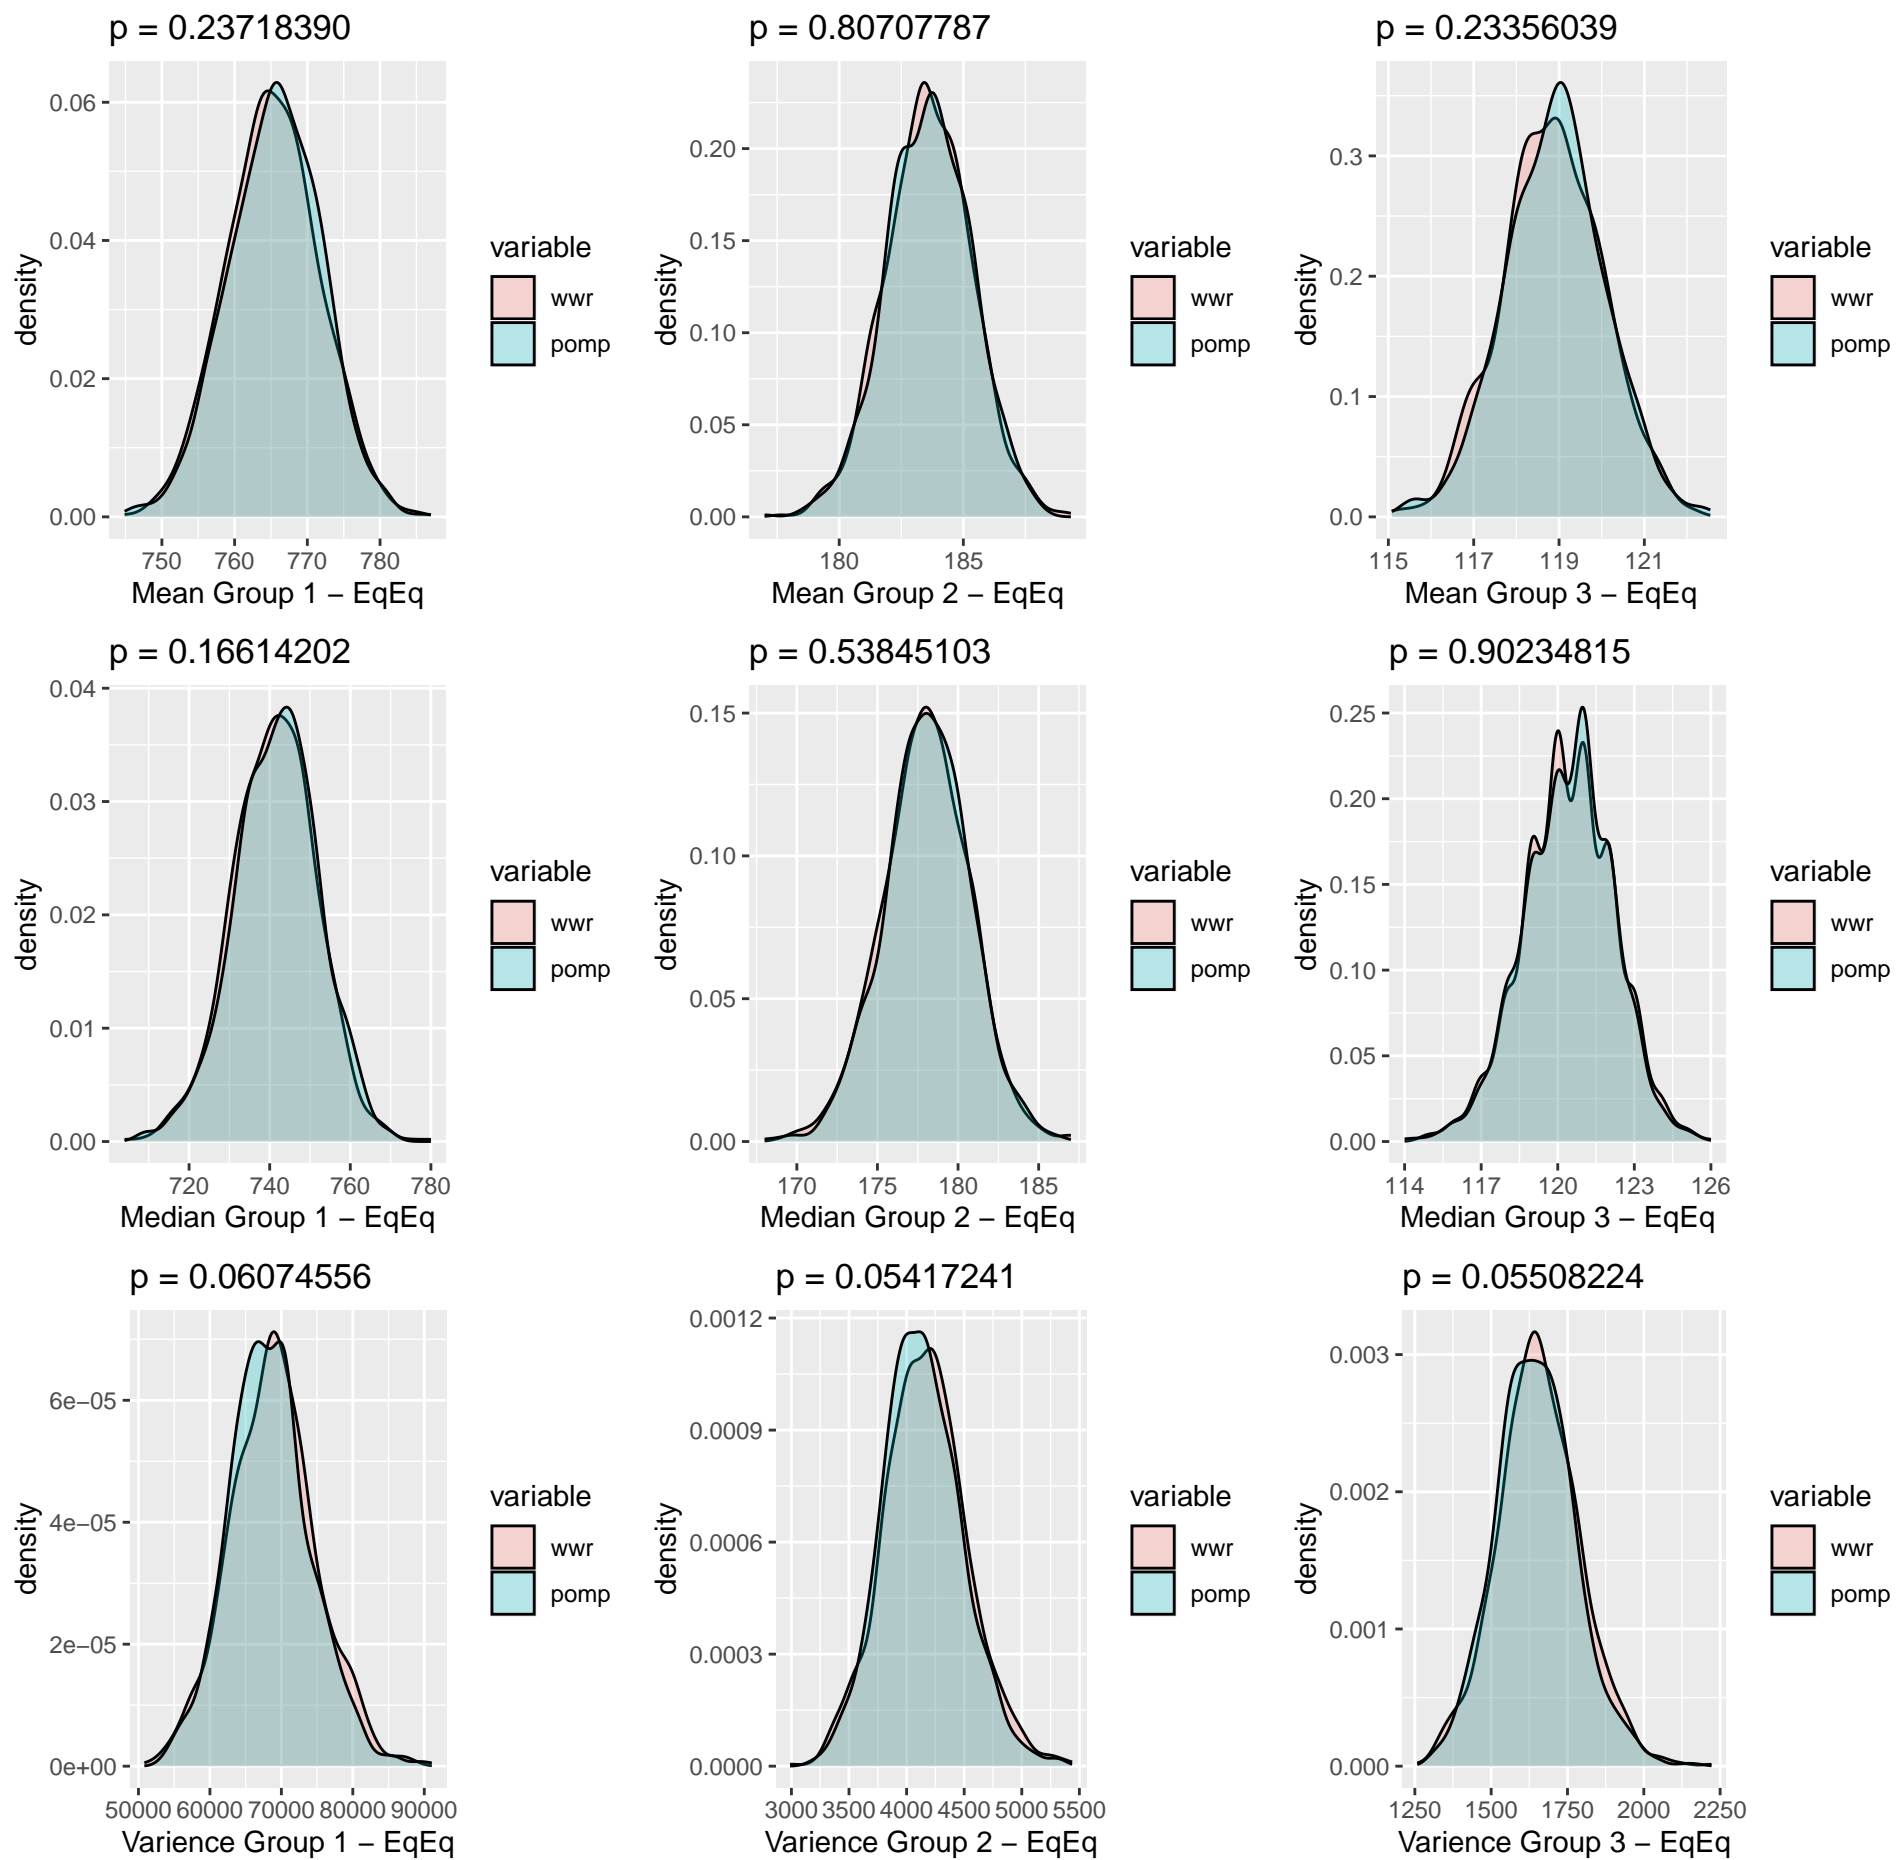 p = 0.23718390
density
0.06
0.04
0.02
0.00
750 760 770 780
Mean Group 1 − EqEq
variable
wwr
pomp
p = 0.80707787
density
0.20
0.15
0.10
0.05
0.00
180 185
Mean Group 2 − EqEq
variable
wwr
pomp
p = 0.23356039
density
0.3
0.2
0.1
0.0
115 117 119 121
Mean Group 3 − EqEq
variable
wwr
pomp
p = 0.16614202
density
0.04
0.03
0.02
0.01
0.00
720 740 760 780
Median Group 1 − EqEq
variable
wwr
pomp
p = 0.53845103
density
0.15
0.10
0.05
0.00
170 175 180 185
Median Group 2 − EqEq
variable
wwr
pomp
p = 0.90234815
density
0.25
0.20
0.15
0.10
0.05
0.00
114 117 120 123 126
Median Group 3 − EqEq
variable
wwr
pomp
p = 0.06074556
density
6e−05
4e−05
2e−05
0e+00
50000 60000 70000 80000 90000
Varience Group 1 − EqEq
variable
wwr
pomp
p = 0.05417241
density
0.0012
0.0009
0.0006
0.0003
0.0000
3000 3500 4000 4500 5000 5500
Varience Group 2 − EqEq
variable
wwr
pomp
p = 0.05508224
density
0.003
0.002
0.001
0.000
1250 1500 1750 2000 2250
Varience Group 3 − EqEq
variable
wwr
pomp